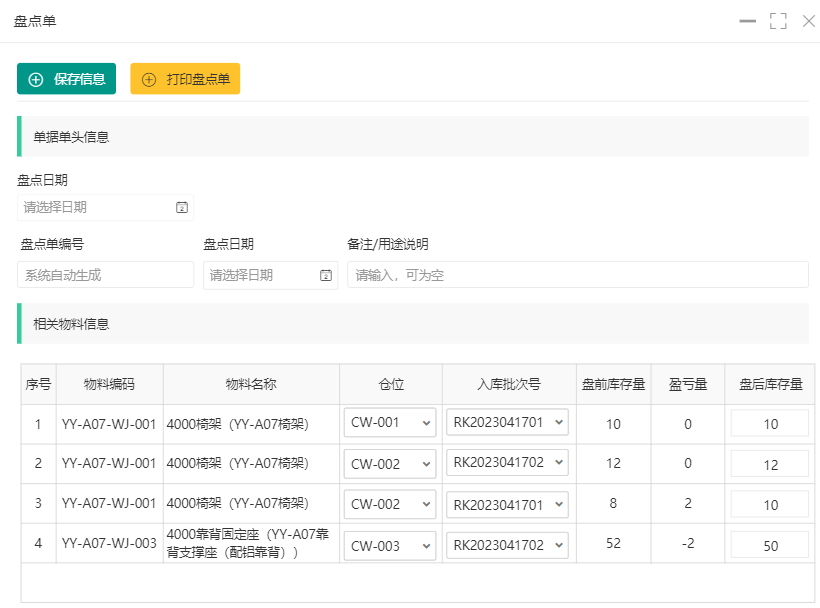 盘点单
保存信息 打印盘点单
单据单头信息
盘点日期
请选择日期
盘点单编号 盘点日期 备注/用途说明
系统自动生成 请选择日期 请输入，可为空
相关物料信息
序号 物料编码 物料名称 仓位 入库批次号 盘前库存量 盈亏量 盘后库存量
1 YY-A07-WJ-001 4000椅架（YY-A07椅架） CW-001 RK2023041701 10 0 10
2 YY-A07-WJ-001 4000椅架（YY-A07椅架） CW-002 RK2023041702 12 0 12
3 YY-A07-WJ-001 4000椅架（YY-A07椅架） CW-002 RK2023041701 8 2 10
4 YY-A07-WJ-003 4000靠背固定座（YY-A07靠
背支撑座（配铝靠背）） CW-003 RK2023041702 52 -2 50